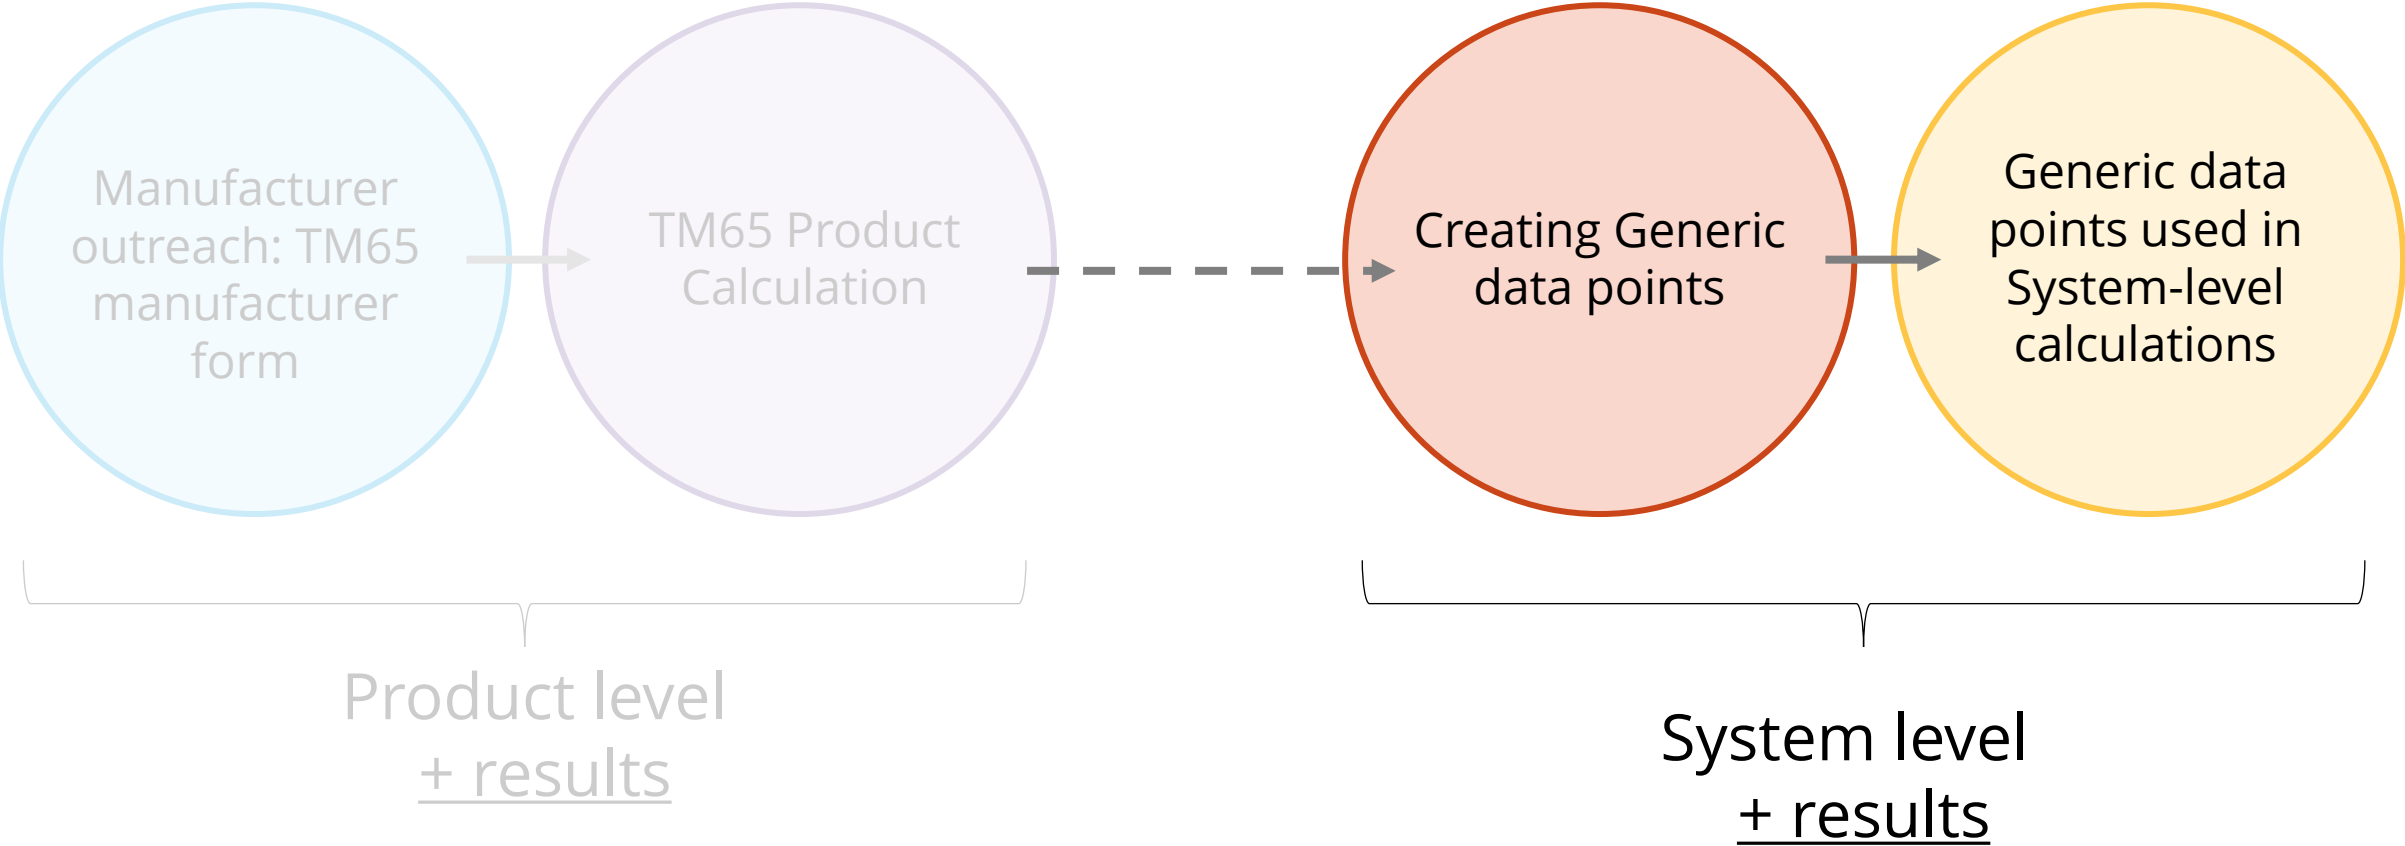 Manufacturer
outreach: TM65
manufacturer
form
TM65 Product
Calculation
Creating Generic
data points
Generic data
points used in
System-level
calculations
Product level
+ results
System level
+ results